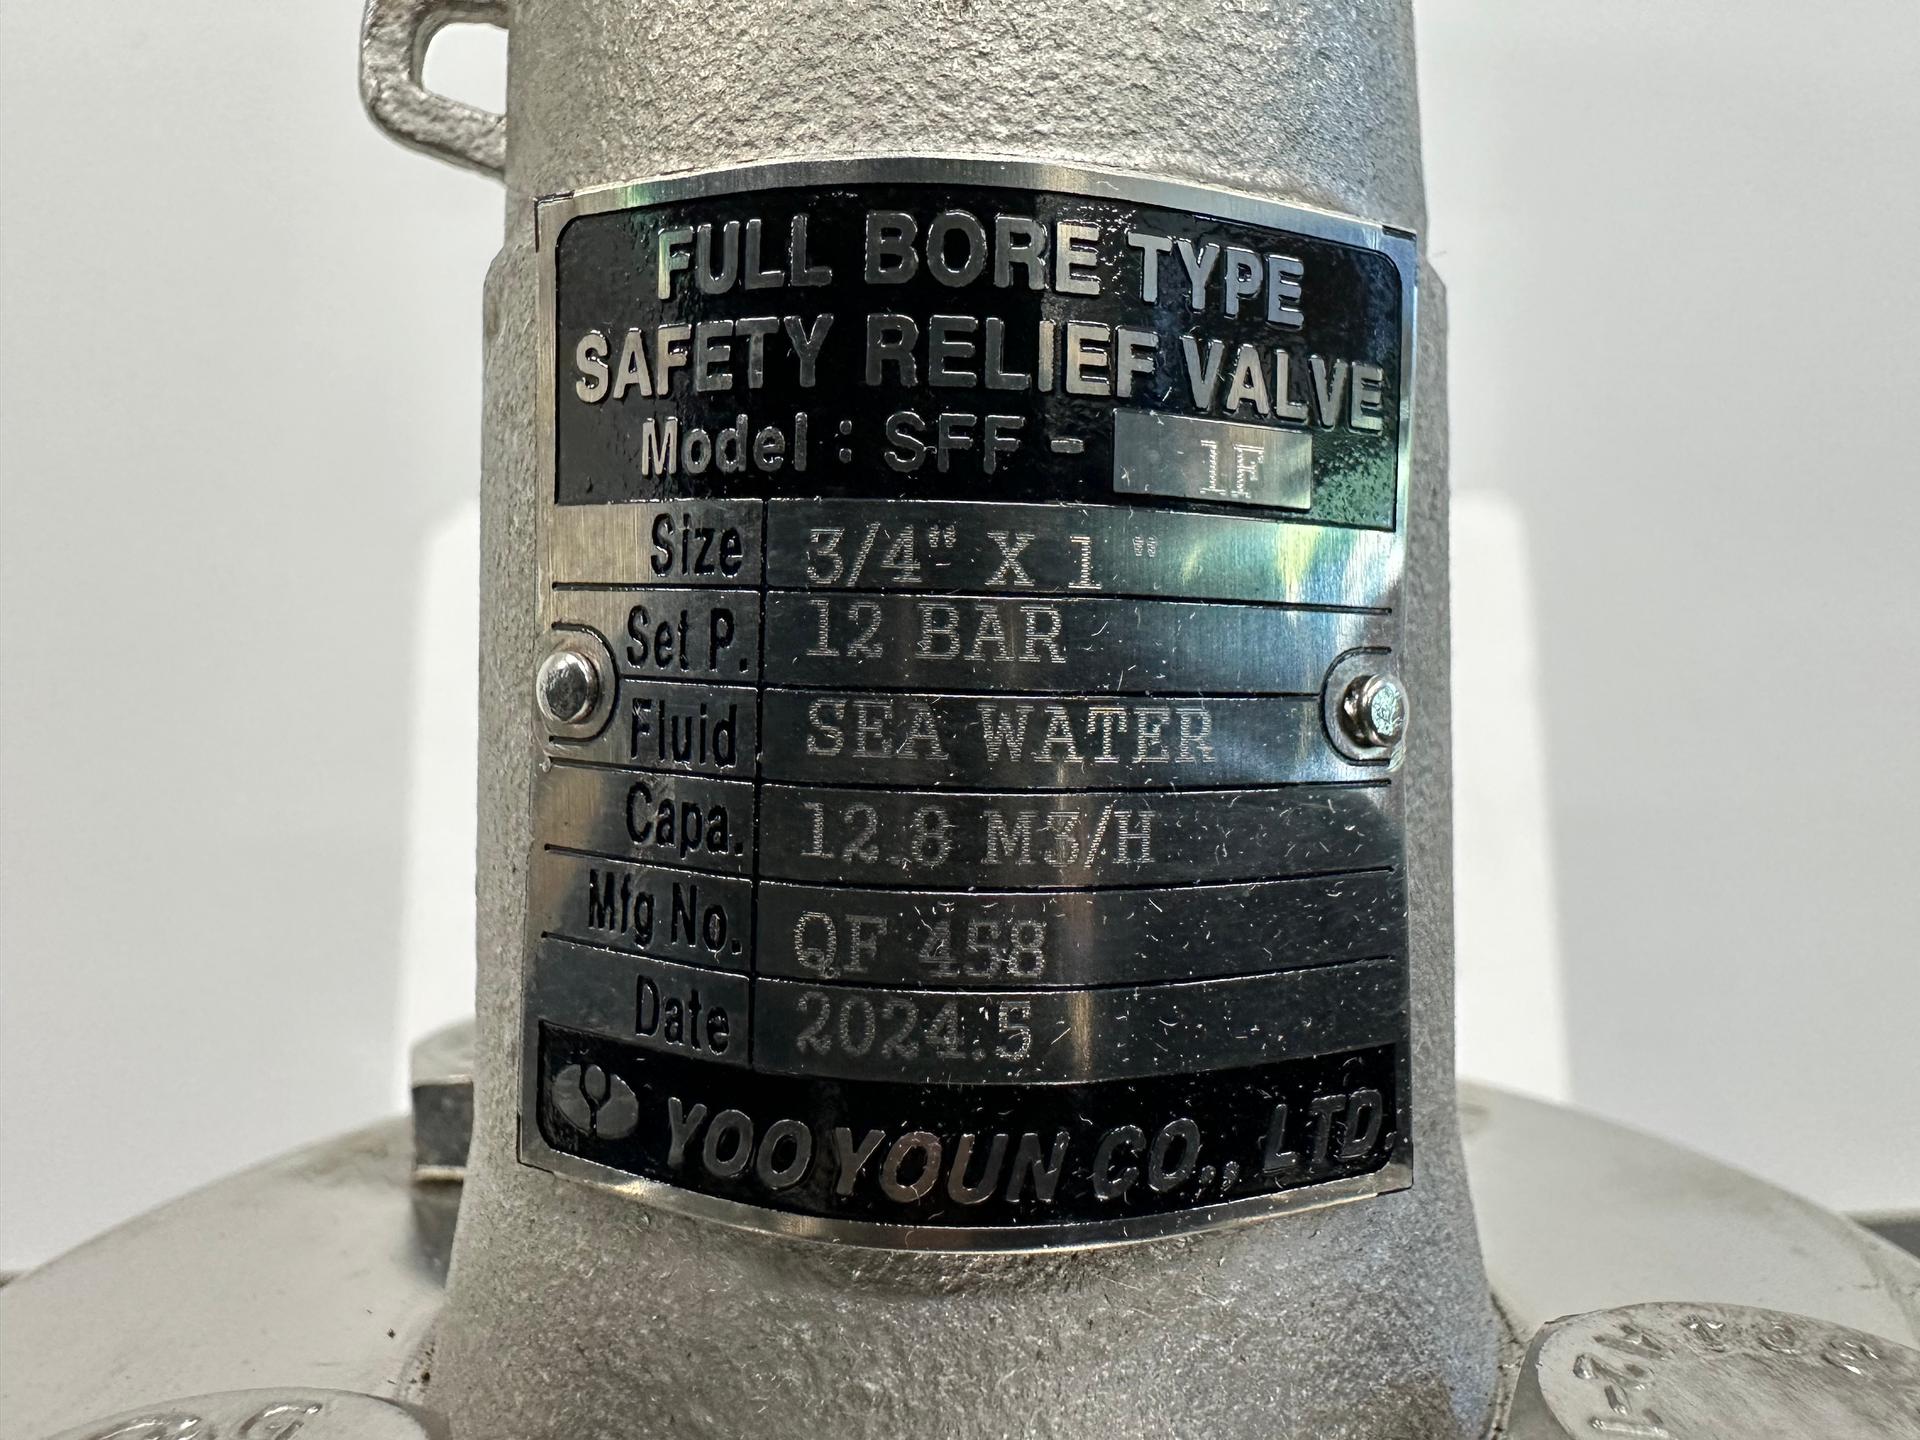 FULL BORE TYPE
SAFETY RELIEF VALVE
Model : SFF - 1F
Size 3/4" X 1 "
Set P. 12 BAR
Fluid SEA WATER
Capa. 12.8 M3/H
Mfg No. QF 458
Date 2024.5
YOO YOUN CO., LTD.